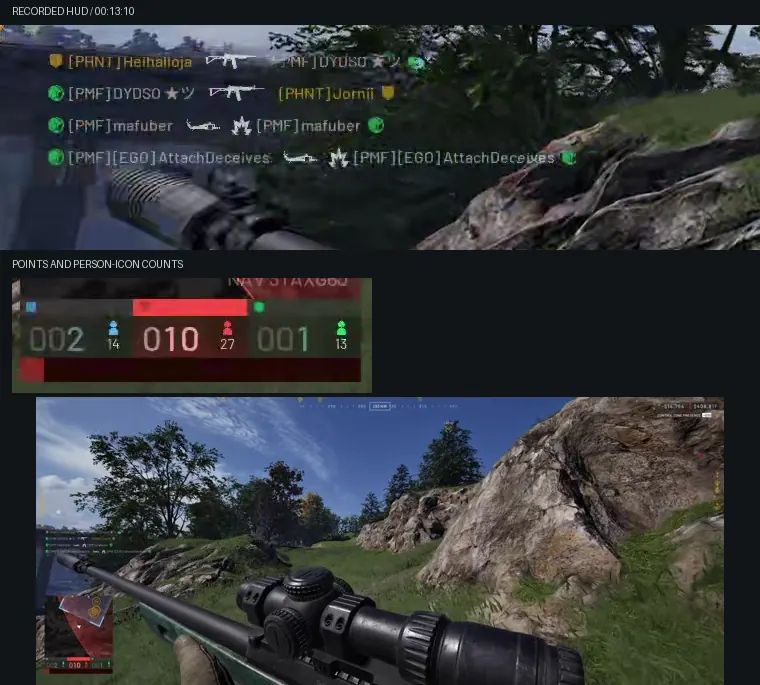 RECORDED HUD / 00:13:10
[PHNT]Heihalloja [PMF]DYDSO ★ツ
[PMF]DYDSO ★ツ [PHNT]Jornii
[PMF]mafuber [PMF]mafuber
[PMF][EGO]AttachDeceives [PMF][EGO]AttachDeceives
POINTS AND PERSON-ICON COUNTS
002 14 010 27 001 13